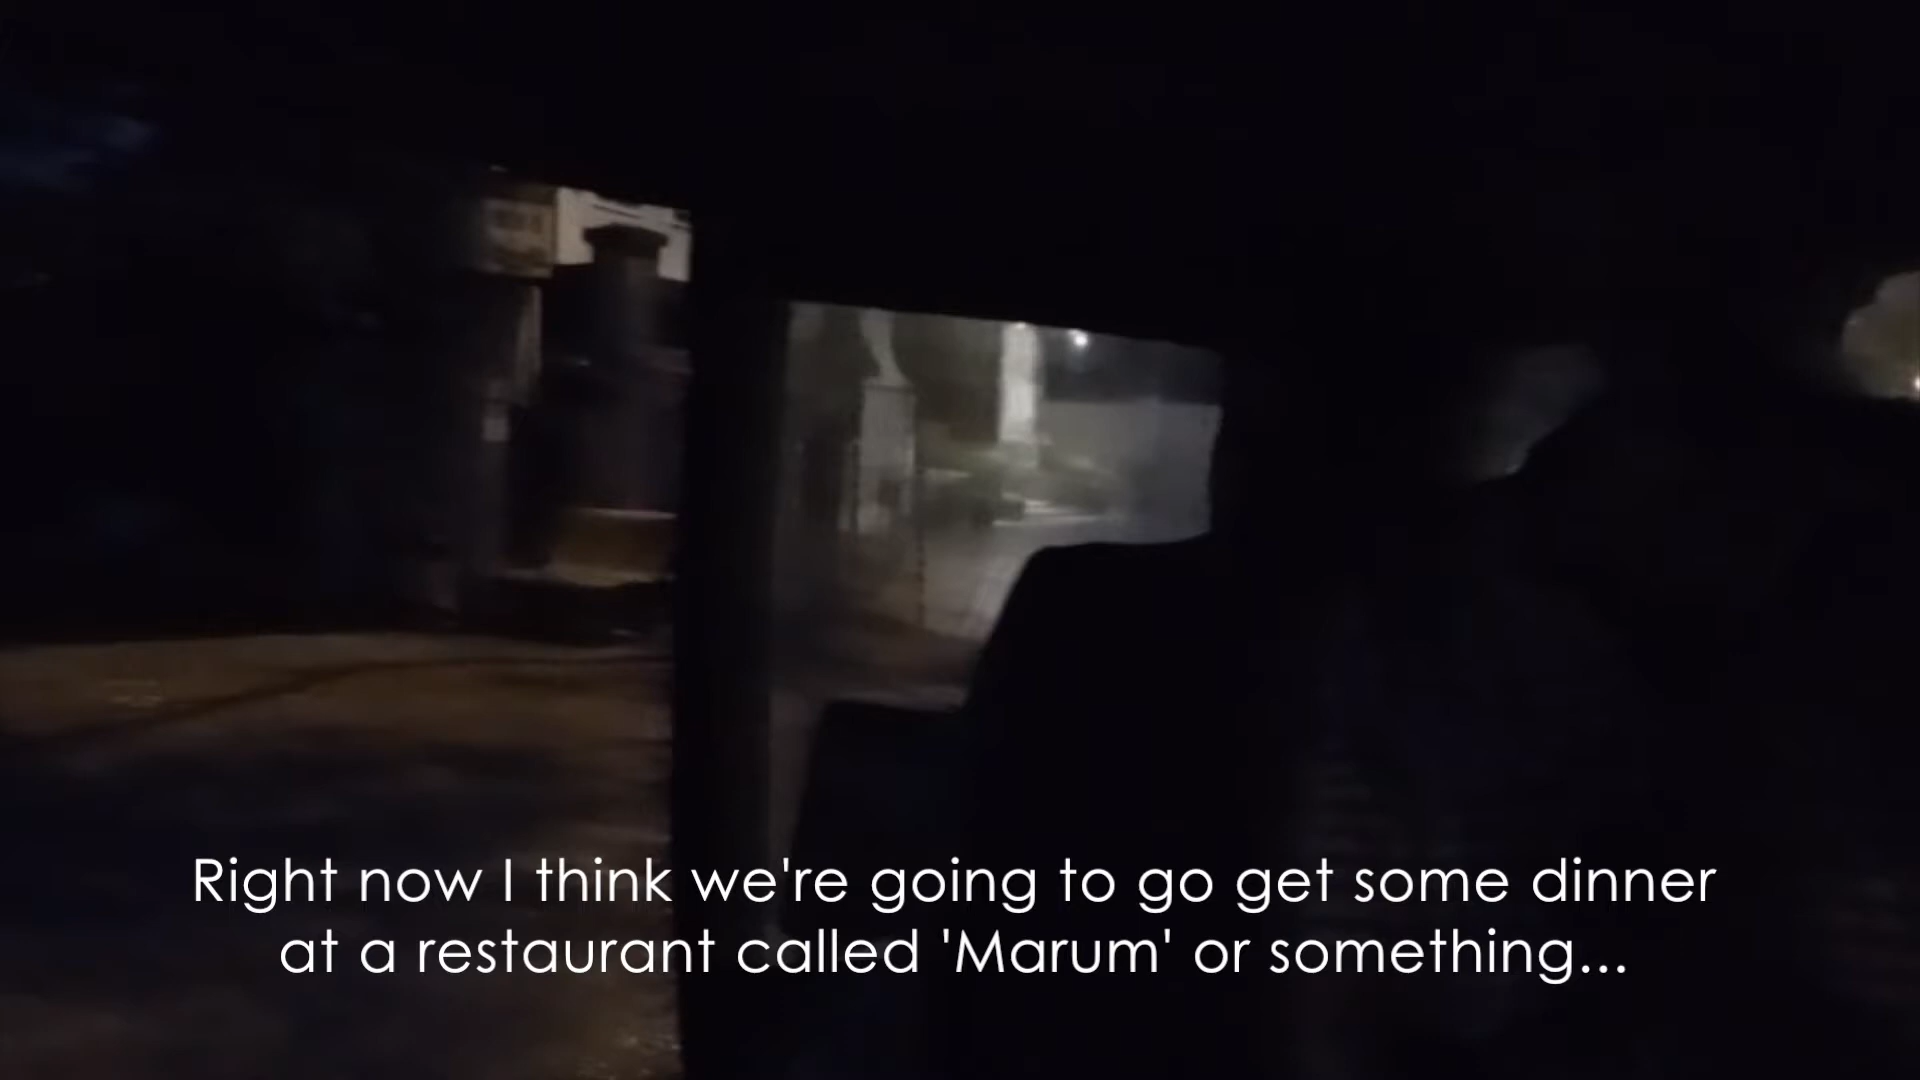 Right now I think we're going to go get some dinner
at a restaurant called 'Marum' or something...